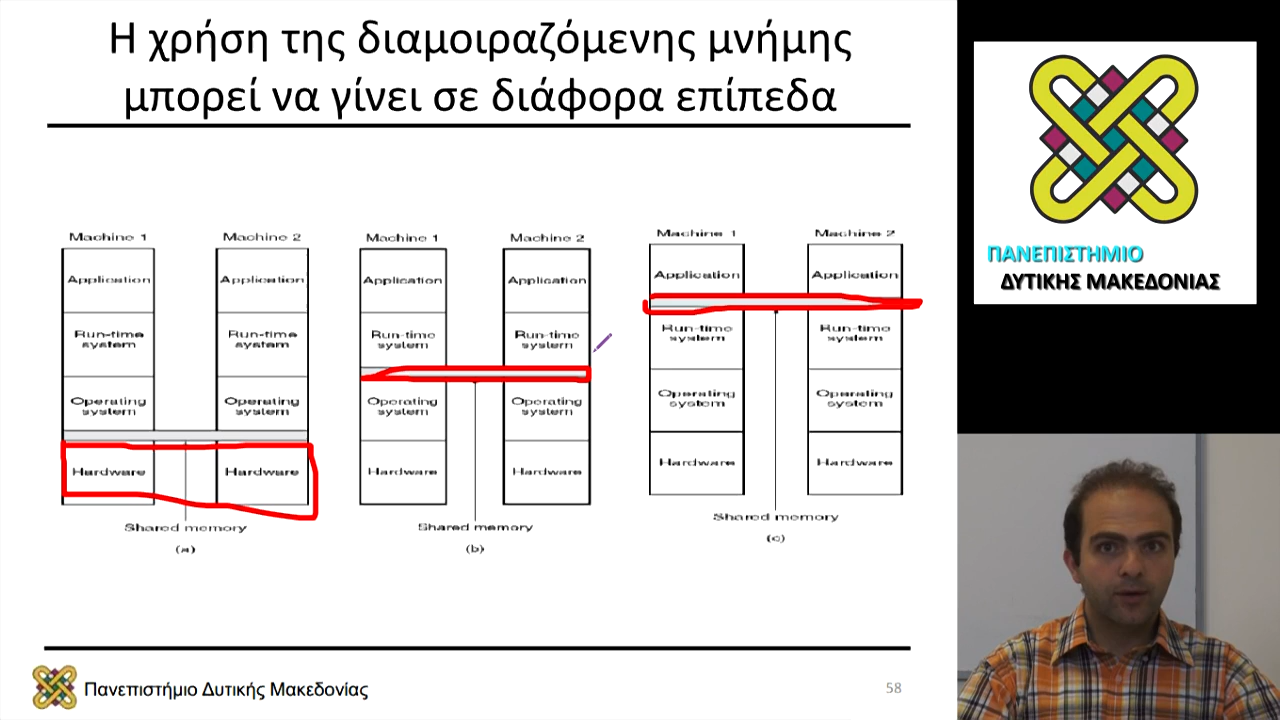 Η χρήση της διαμοιραζόμενης μνήμης
μπορεί να γίνει σε διάφορα επίπεδα
Machine 1
Machine 2
Application
Application
Run-time
system
Run-time
system
Operating
system
Operating
system
Hardware
Hardware
Shared memory
(a)
Machine 1
Machine 2
Application
Application
Run-time
system
Run-time
system
Operating
system
Operating
system
Hardware
Hardware
Shared memory
(b)
Machine 1
Machine 2
Application
Application
Run-time
system
Run-time
system
Operating
system
Operating
system
Hardware
Hardware
Shared memory
(c)
Πανεπιστήμιο Δυτικής Μακεδονίας
58
ΠΑΝΕΠΙΣΤΗΜΙΟ
ΔΥΤΙΚΗΣ ΜΑΚΕΔΟΝΙΑΣ